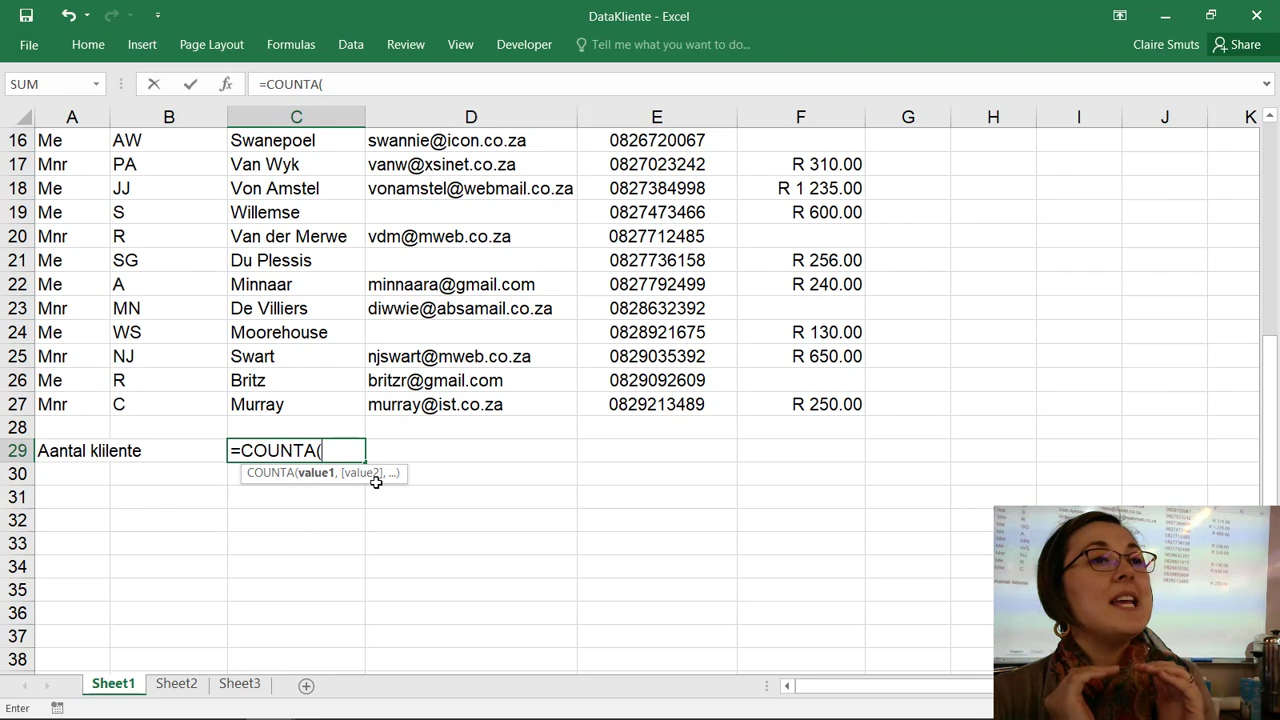 DataKliente - Excel
File Home Insert Page Layout Formulas Data Review View Developer Tell me what you want to do... Claire Smuts Share
SUM fx =COUNTA(
A B C D E F G H I J K
16 Me AW Swanepoel swannie@icon.co.za 0826720067
17 Mnr PA Van Wyk vanw@xsinet.co.za 0827023242 R 310.00
18 Me JJ Von Amstel vonamstel@webmail.co.za 0827384998 R 1 235.00
19 Me S Willemse 0827473466 R 600.00
20 Mnr R Van der Merwe vdm@mweb.co.za 0827712485
21 Me SG Du Plessis 0827736158 R 256.00
22 Me A Minnaar minnaara@gmail.com 0827792499 R 240.00
23 Mnr MN De Villiers diwwie@absamail.co.za 0828632392
24 Me WS Moorehouse 0828921675 R 130.00
25 Mnr NJ Swart njswart@mweb.co.za 0829035392 R 650.00
26 Me R Britz britzr@gmail.com 0829092609
27 Mnr C Murray murray@ist.co.za 0829213489 R 250.00
28
29 Aantal klilente =COUNTA(
30 COUNTA(value1, [value2], ...)
31
32
33
34
35
36
37
38
Sheet1 Sheet2 Sheet3
Enter